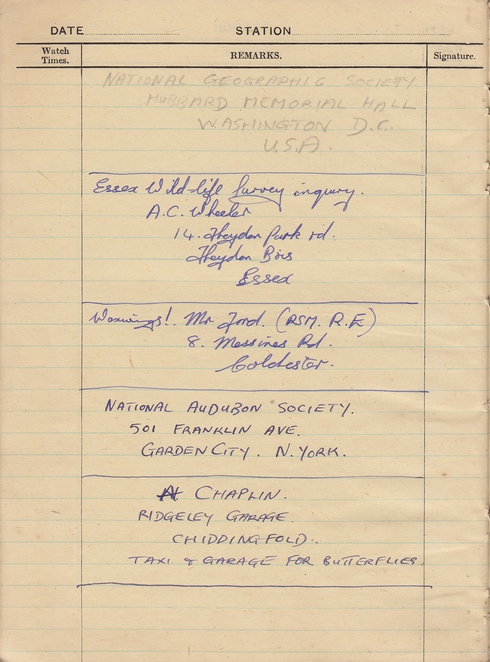 DATE STATION
Watch Times. REMARKS. Signature.
NATIONAL GEOGRAPHIC SOCIETY
HUBBARD MEMORIAL HALL
WASHINGTON D.C.
U.S.A.
Essex Wild-life Survey inquiry.
A.C. Wheeler
14. Theydon Park rd.
Theydon Bois
Essex
Waxwings! Mr Ford. (RSM. R.E)
8. Messines Rd.
Colchester.
NATIONAL AUDUBON SOCIETY.
501 FRANKLIN AVE.
GARDEN CITY. N. YORK.
CHAPLIN.
RIDGELEY GARAGE
CHIDDINGFOLD.
TAXI & GARAGE FOR BUTTERFLIES.